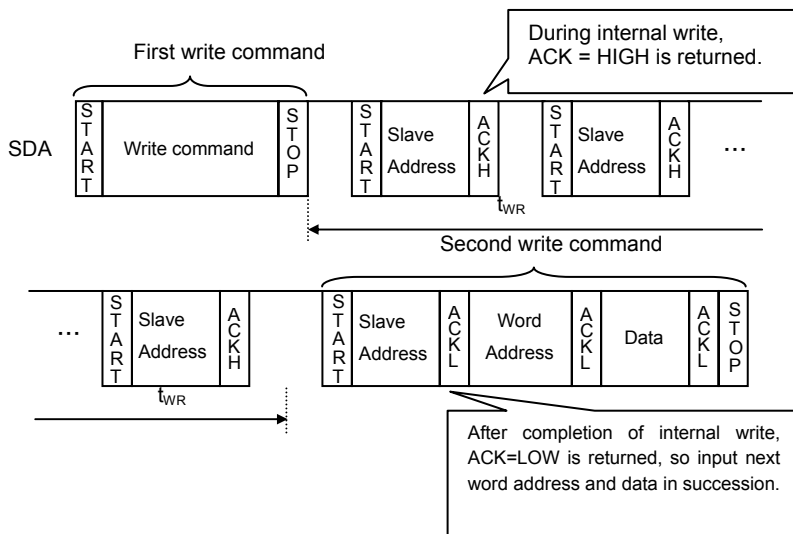 During internal write,
ACK = HIGH is returned.
First write command
SDA
START
Write command
STOP
START
Slave
Address
ACKH
START
Slave
Address
ACKH
...
tWR
Second write command
...
START
Slave
Address
ACKH
tWR
START
Slave
Address
ACKL
Word
Address
ACKL
Data
ACKL
STOP
After completion of internal write,
ACK=LOW is returned, so input next
word address and data in succession.